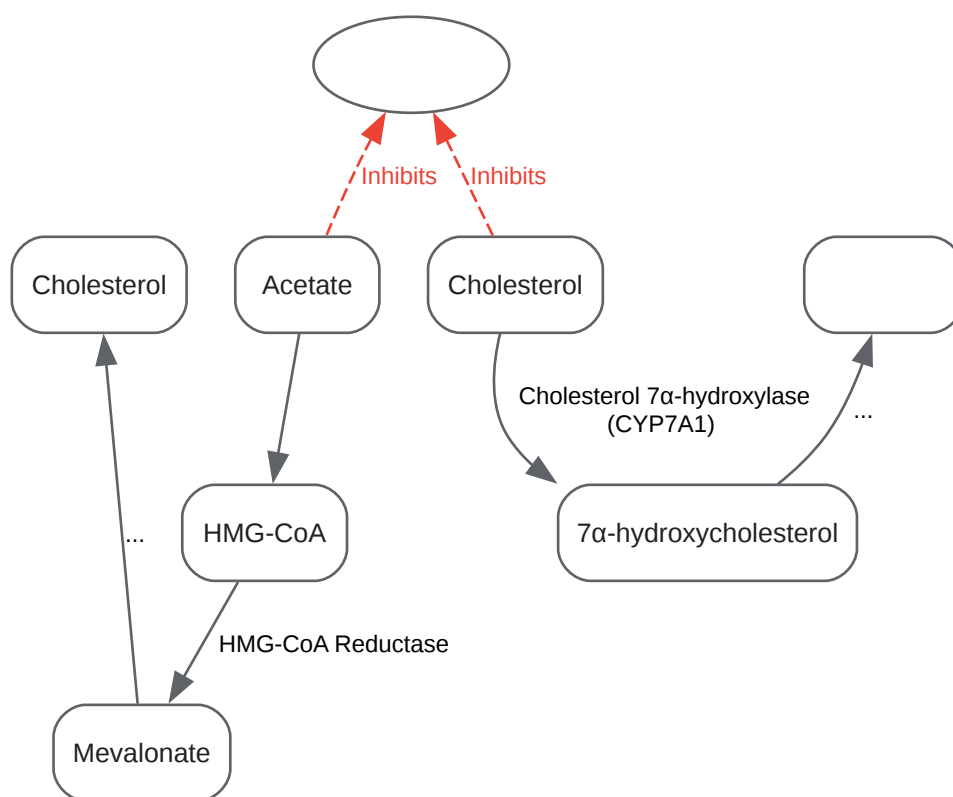 Inhibits
Inhibits
Cholesterol
Acetate
Cholesterol
Cholesterol 7α-hydroxylase
(CYP7A1)
...
...
HMG-CoA
7α-hydroxycholesterol
HMG-CoA Reductase
Mevalonate